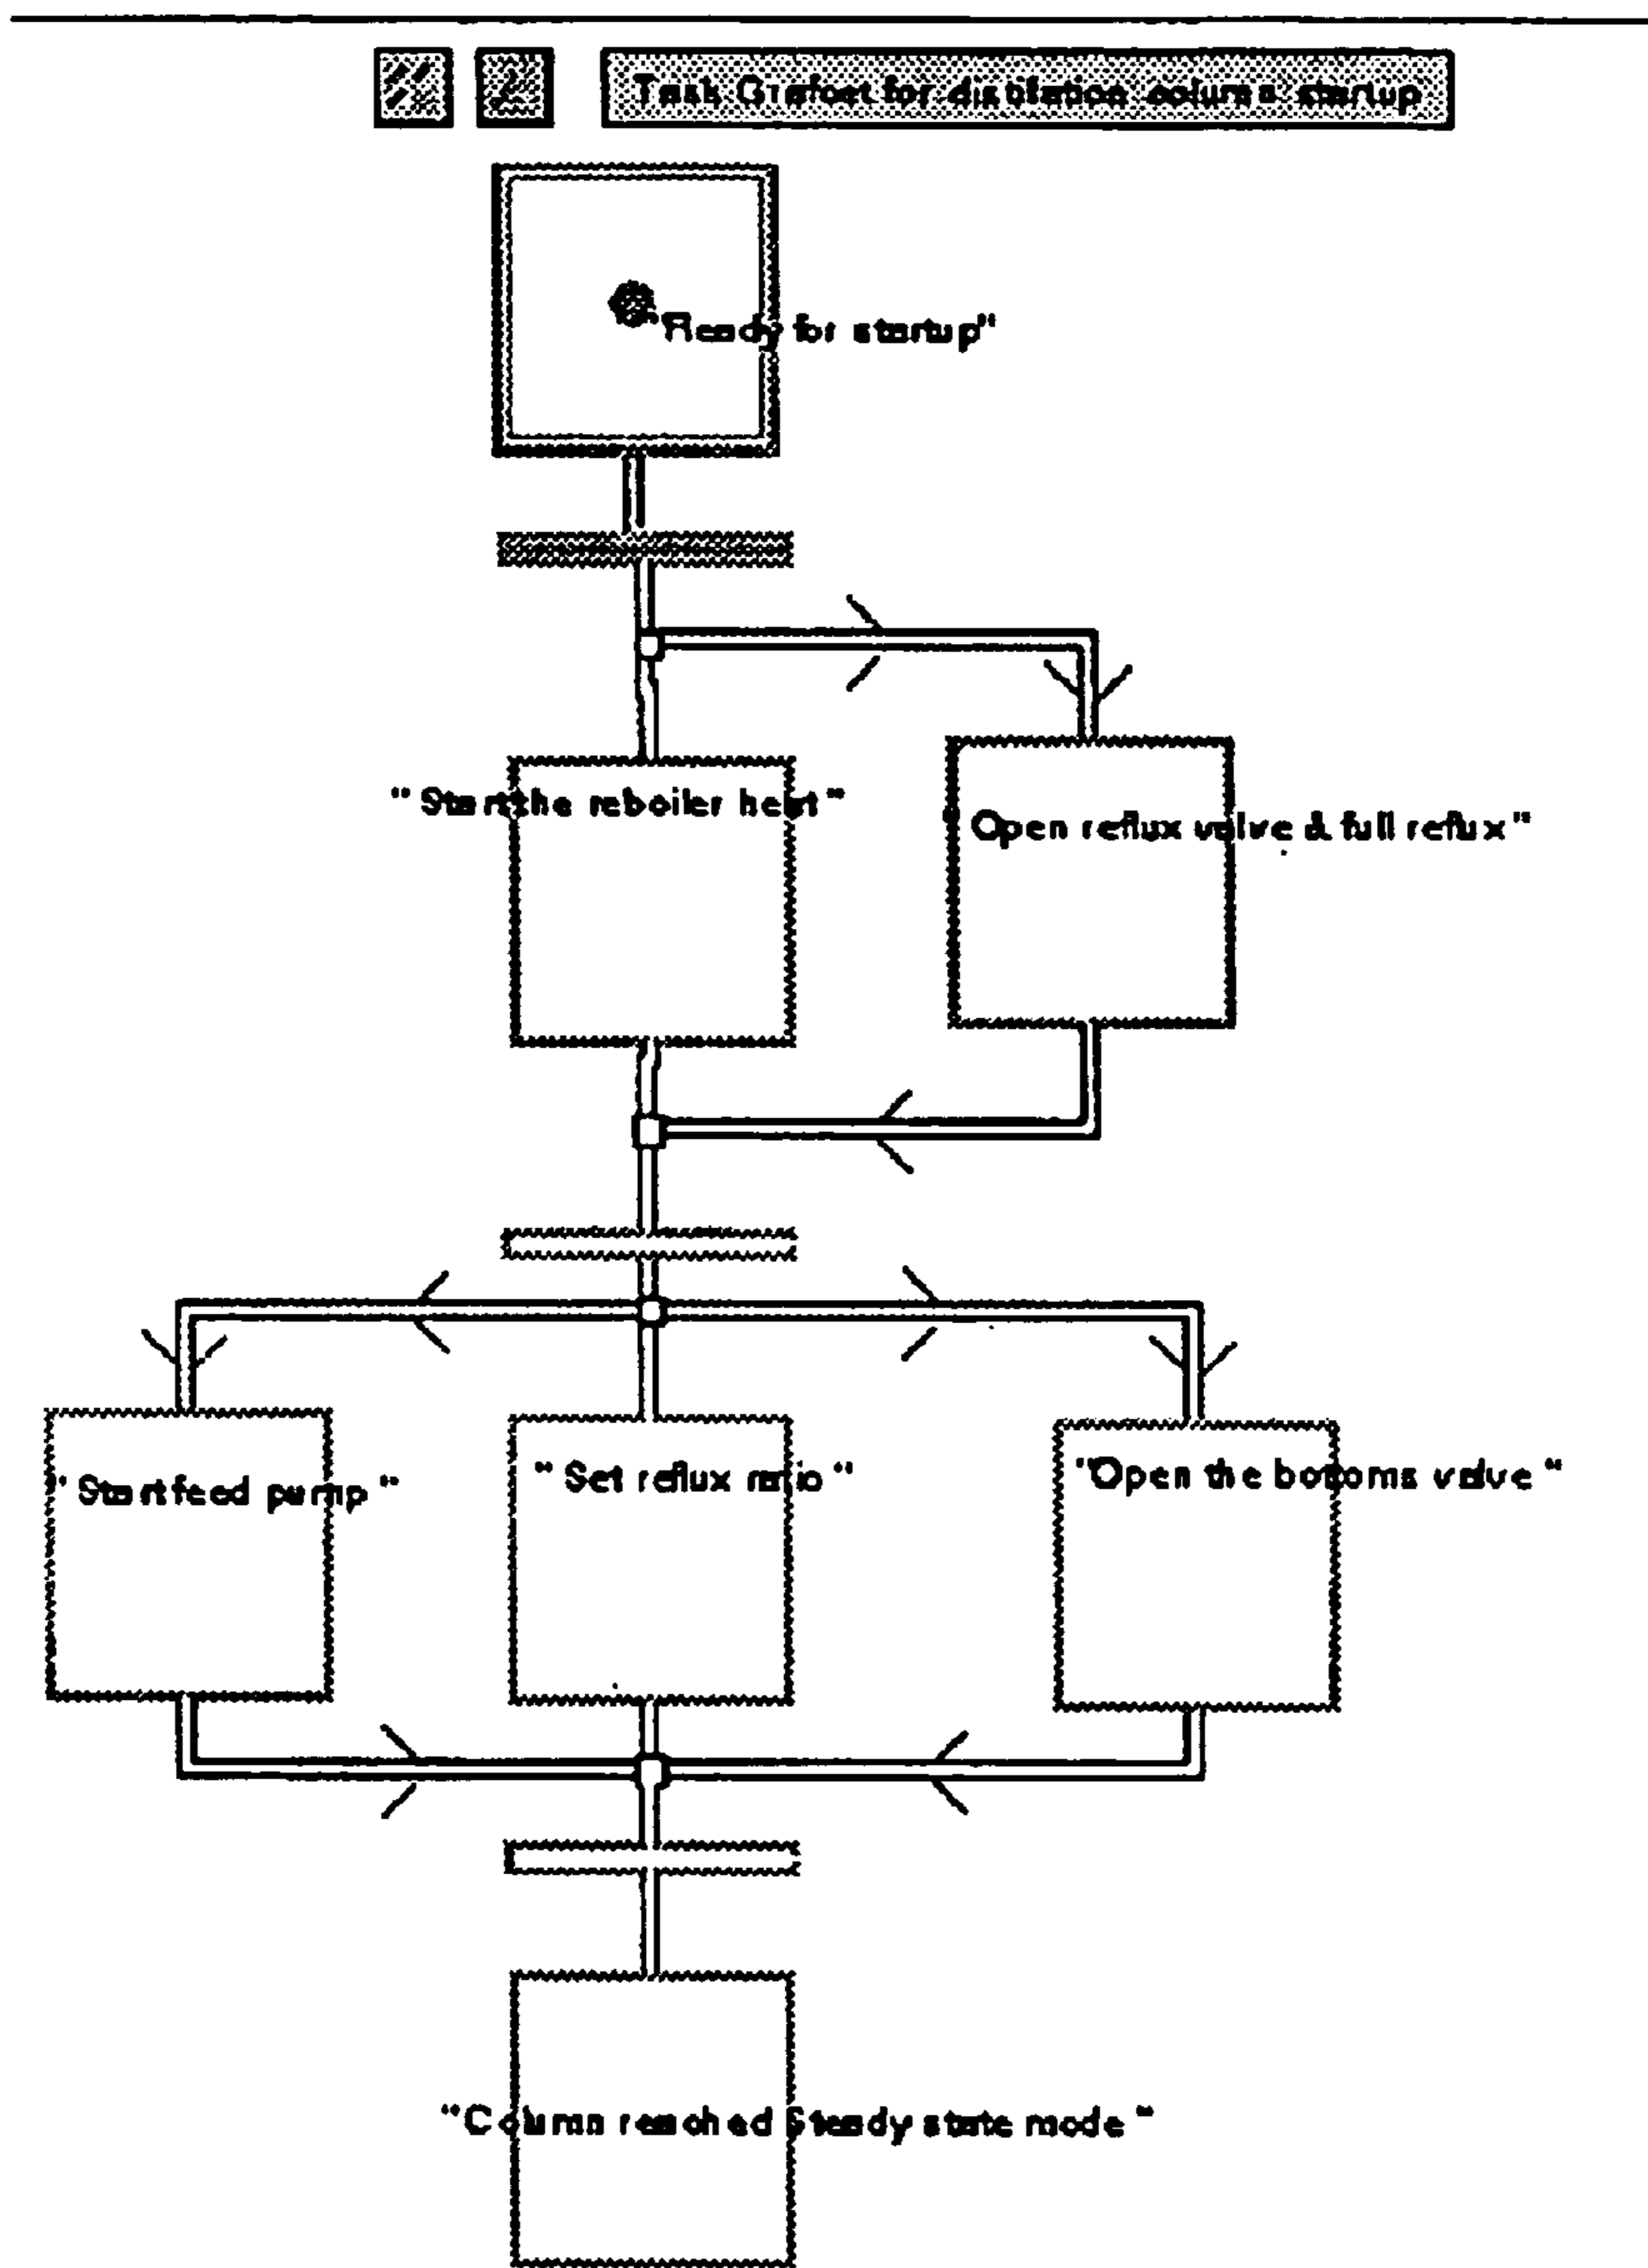 Task Grafcet for distillation column startup
"Ready for startup"
"Start the reboiler heat"
"Open reflux valve & full reflux"
"Start feed pump"
"Set reflux ratio"
"Open the bottoms valve"
"Column reached Steady state mode"